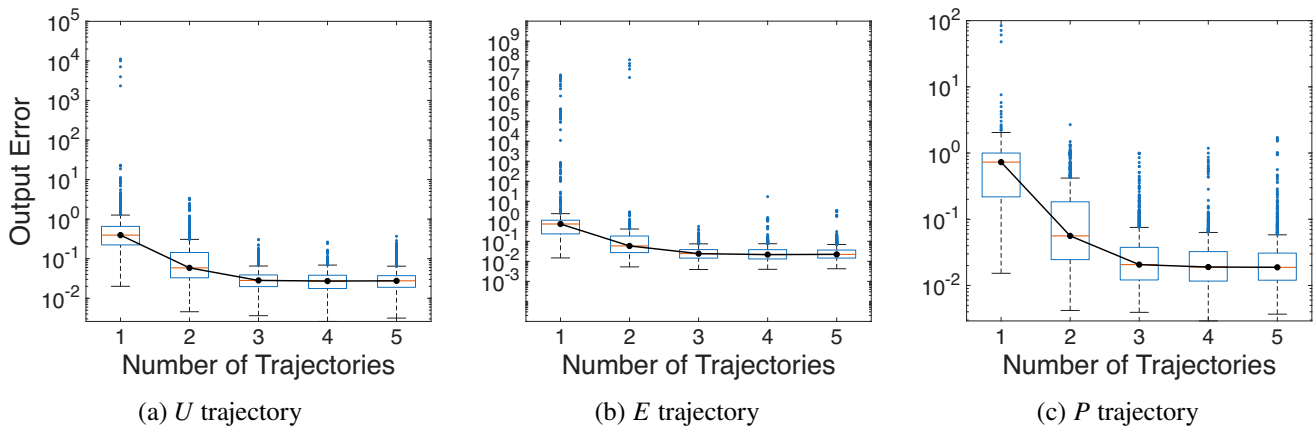 Output Error
10^5
10^4
10^3
10^2
10^1
10^0
10^-1
10^-2
1 2 3 4 5
Number of Trajectories
(a) U trajectory
10^9
10^8
10^7
10^6
10^5
10^4
10^3
10^2
10^1
10^0
10^-1
10^-2
10^-3
1 2 3 4 5
Number of Trajectories
(b) E trajectory
10^2
10^1
10^0
10^-1
10^-2
1 2 3 4 5
Number of Trajectories
(c) P trajectory